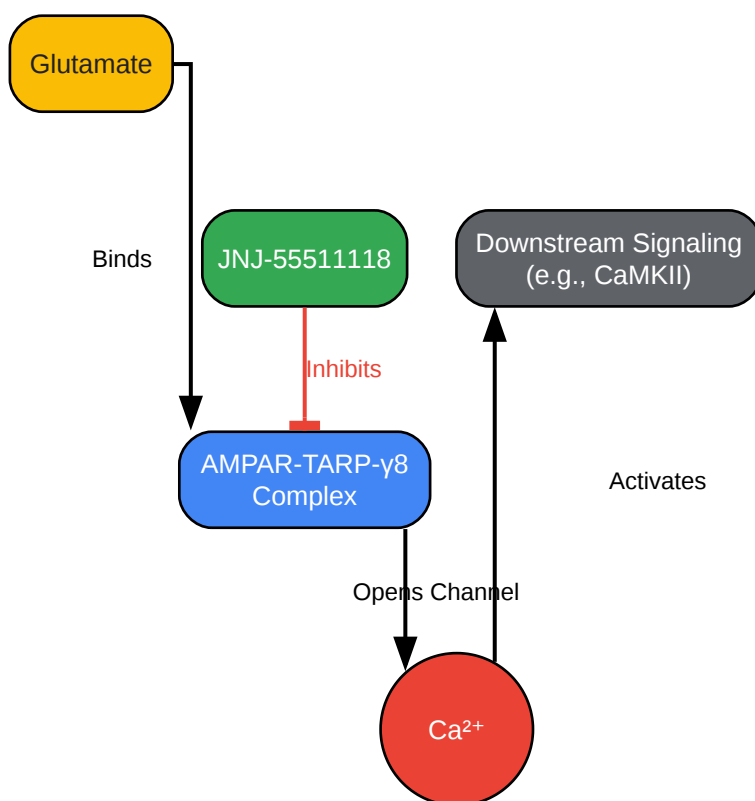 Glutamate
Binds
JNJ-55511118
Downstream Signaling
(e.g., CaMKII)
Inhibits
AMPAR-TARP-γ8
Complex
Activates
Opens Channel
Ca²⁺